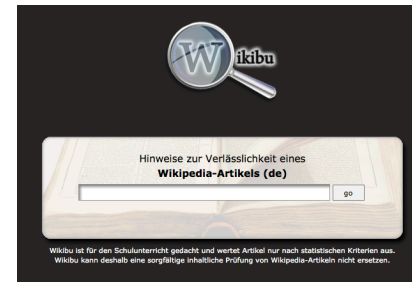 Wikibu
Hinweise zur Verlässlichkeit eines
Wikipedia-Artikels (de)
go
Wikibu ist für den Schulunterricht gedacht und wertet Artikel nur nach statistischen Kriterien aus.
Wikibu kann deshalb eine sorgfältige inhaltliche Prüfung von Wikipedia-Artikeln nicht ersetzen.